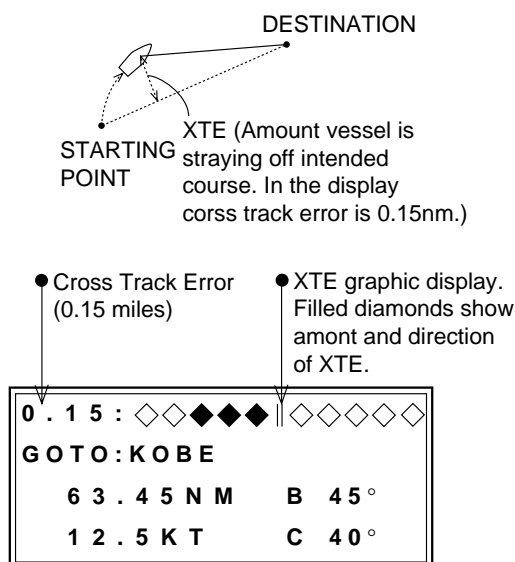 DESTINATION
STARTING
POINT
XTE (Amount vessel is
straying off intended
course. In the display
corss track error is 0.15nm.)
Cross Track Error
(0.15 miles)
XTE graphic display.
Filled diamonds show
amont and direction
of XTE.
0.15:◇◇◆◆◆||◇◇◇◇◇
GOTO:KOBE
63.45NM B 45°
12.5KT C 40°